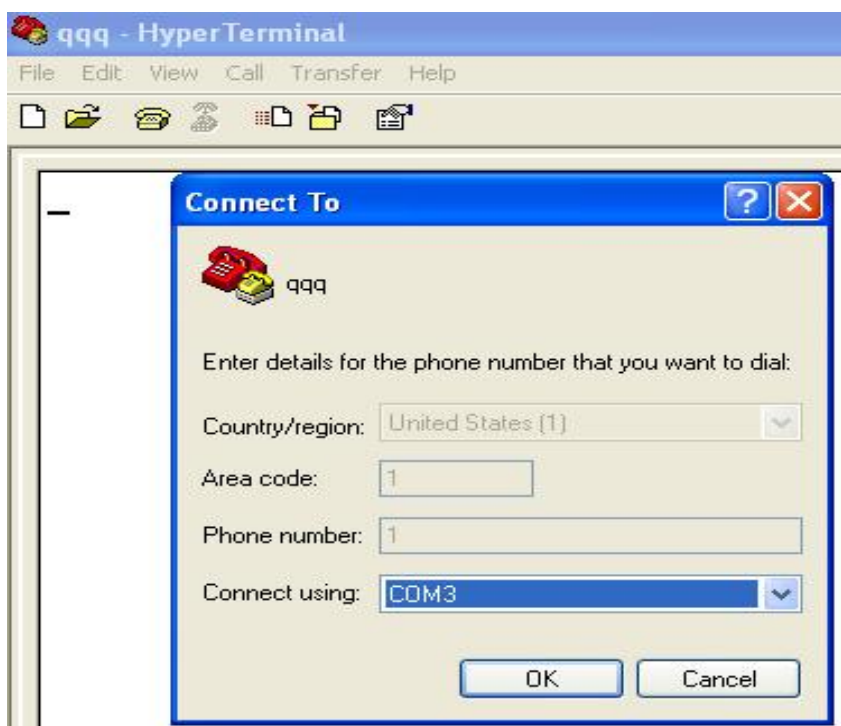 qqq - HyperTerminal
File Edit View Call Transfer Help
Connect To
qqq
Enter details for the phone number that you want to dial:
Country/region: United States (1)
Area code: 1
Phone number: 1
Connect using: COM3
OK Cancel